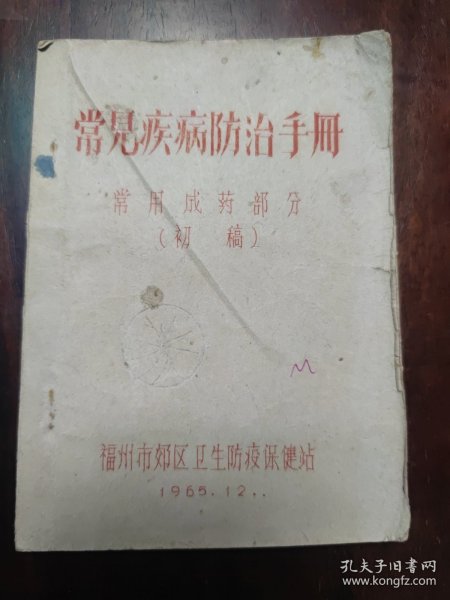 常见疾病防治手册
常用成药部分
（初稿）
福州市郊区卫生防疫保健站
1965.12..
孔夫子旧书网
www.kongfz.com